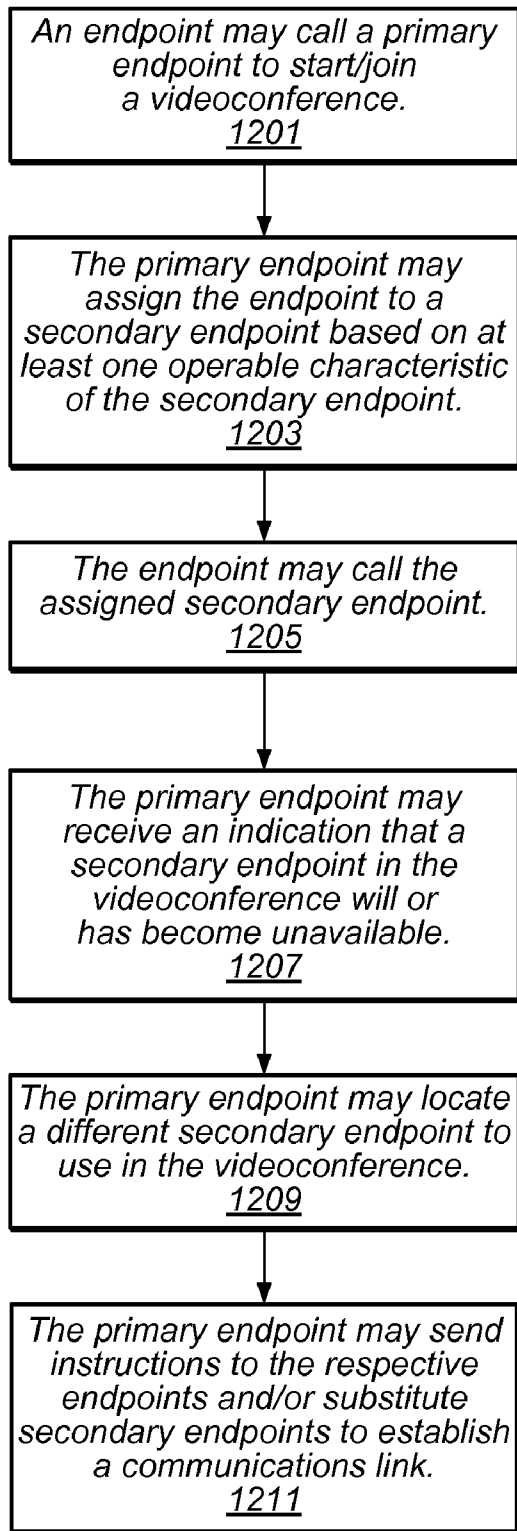 An endpoint may call a primary
endpoint to start/join
a videoconference.
1201
The primary endpoint may
assign the endpoint to a
secondary endpoint based on at
least one operable characteristic
of the secondary endpoint.
1203
The endpoint may call the
assigned secondary endpoint.
1205
The primary endpoint may
receive an indication that a
secondary endpoint in the
videoconference will or
has become unavailable.
1207
The primary endpoint may locate
a different secondary endpoint to
use in the videoconference.
1209
The primary endpoint may send
instructions to the respective
endpoints and/or substitute
secondary endpoints to establish
a communications link.
1211